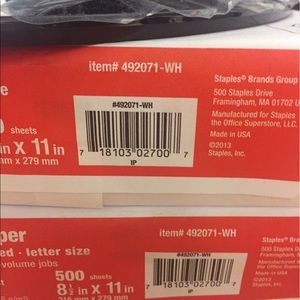 item# 492071-WH
#492071-WH
7 18103 02700 7
IP
Staples® Brands Group
500 Staples Drive
Framingham, MA 01702 U
Manufactured for Staples
the Office Superstore, LLC.
Made in USA
©2013
Staples, Inc.
e
0 sheets
in x 11 in
mm x 279 mm
per
ed · letter size
volume jobs
500 sheets
8½ in x 11 in
216 mm x 279 mm
item# 492071-WH
#492071-WH
7 18103 02700 7
IP
Staples® Bra
500 Staples D
Framingham,
Manufactured
the Office Sup
Made in USA
©2013
Staples, Inc.